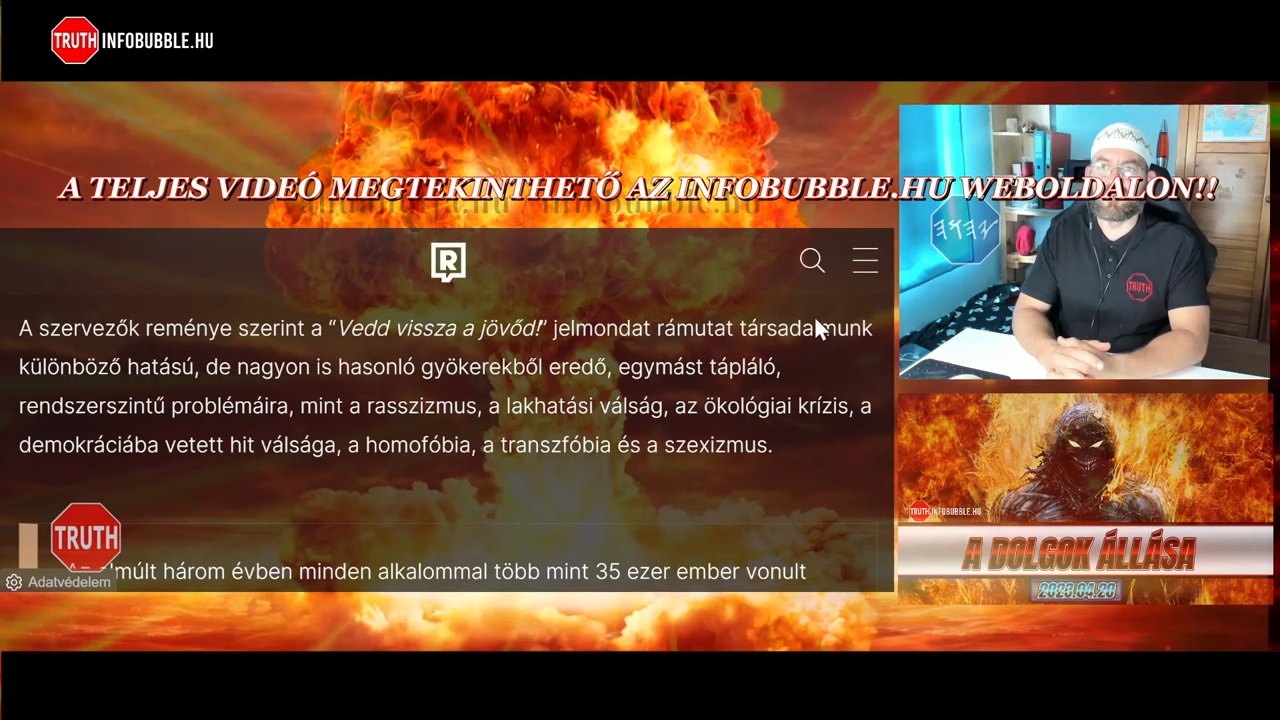 TRUTH INFOBUBBLE.HU
A TELJES VIDEÓ MEGTEKINTHETŐ AZ INFOBUBBLE.HU WEBOLDALON!!
R
A szervezők reménye szerint a “Vedd vissza a jövőd!” jelmondat rámutat társadalmunk
különböző hatású, de nagyon is hasonló gyökerekből eredő, egymást tápláló,
rendszerszintű problémáira, mint a rasszizmus, a lakhatási válság, az ökológiai krízis, a
demokráciába vetett hit válsága, a homofóbia, a transzfóbia és a szexizmus.
TRUTH
elmúlt három évben minden alkalommal több mint 35 ezer ember vonult
Adatvédelem
TRUTH
TRUTH INFOBUBBLE.HU
A DOLGOK ÁLLÁSA
2023.04.20